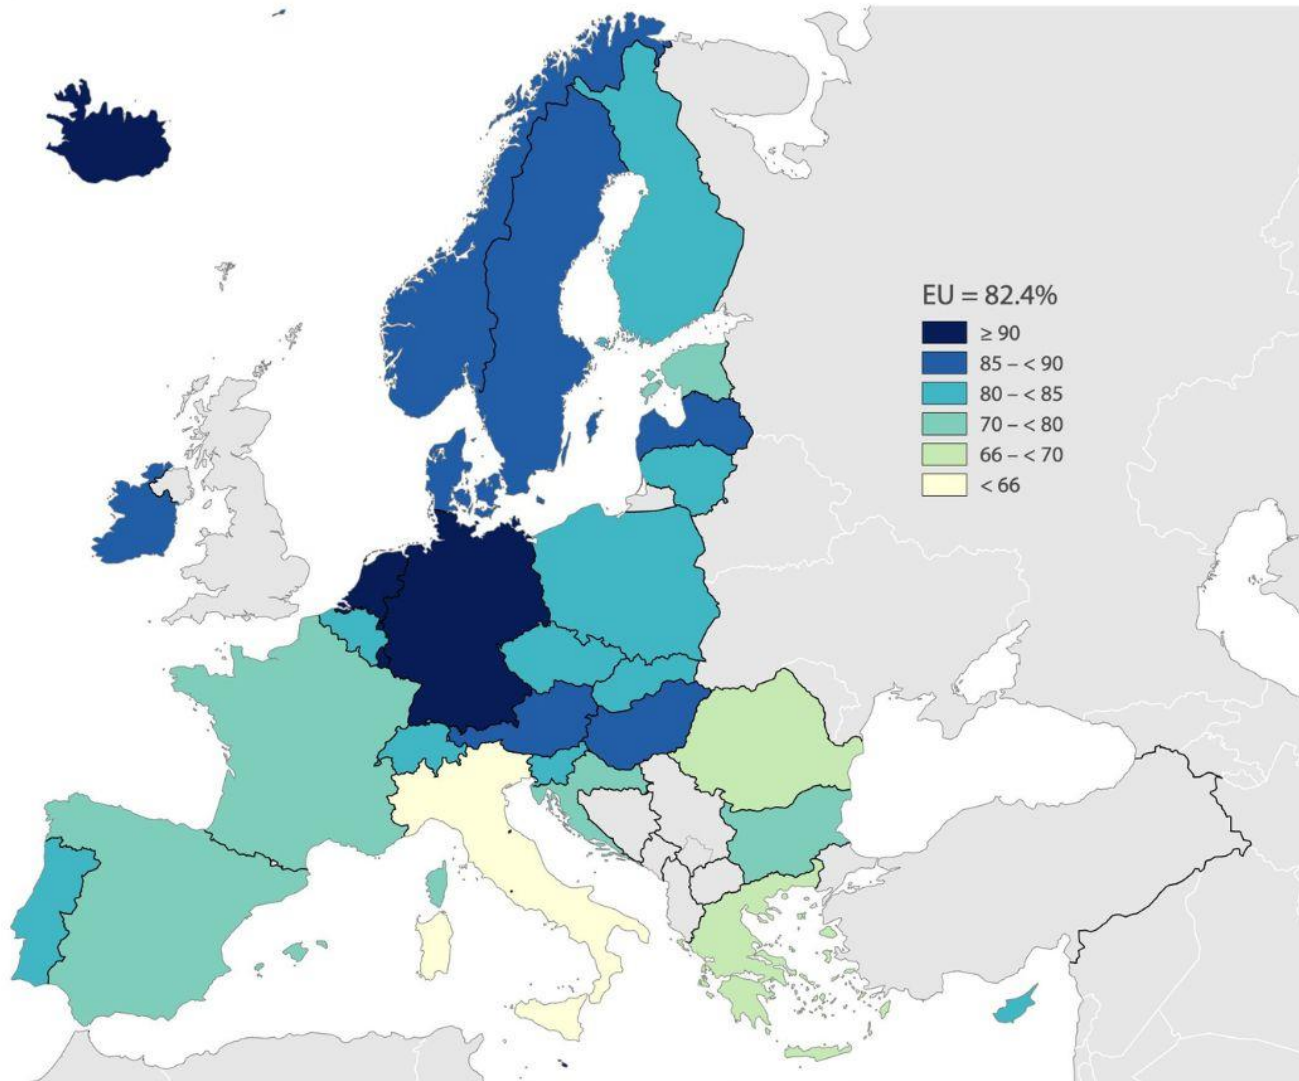 EU = 82.4%
≥ 90
85 – < 90
80 – < 85
70 – < 80
66 – < 70
< 66